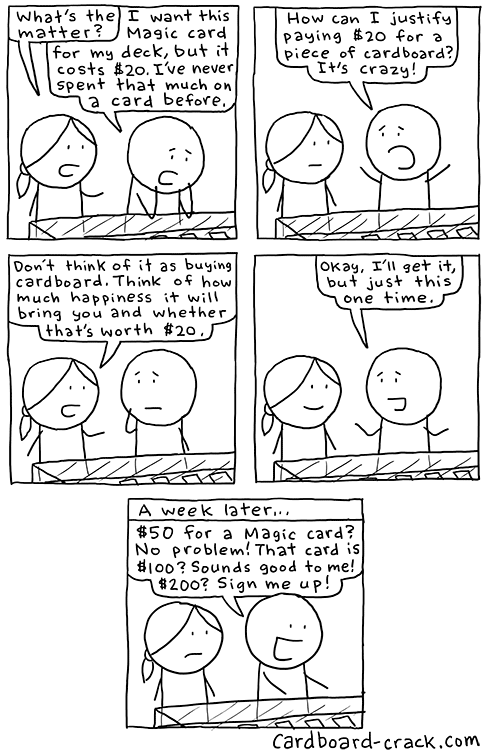 What's the
matter?
I want this
Magic card
for my deck, but it
costs $20. I've never
spent that much on
a card before.
How can I justify
paying $20 for a
piece of cardboard?
It's crazy!
Don't think of it as buying
cardboard. Think of how
much happiness it will
bring you and whether
that's worth $20.
Okay, I'll get it,
but just this
one time.
A week later...
$50 for a Magic card?
No problem! That card is
$100? Sounds good to me!
$200? Sign me up!
Cardboard-crack.com